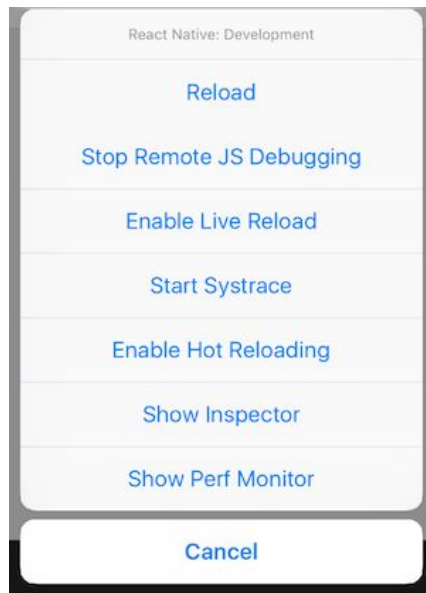 React Native: Development
Reload
Stop Remote JS Debugging
Enable Live Reload
Start Systrace
Enable Hot Reloading
Show Inspector
Show Perf Monitor
Cancel